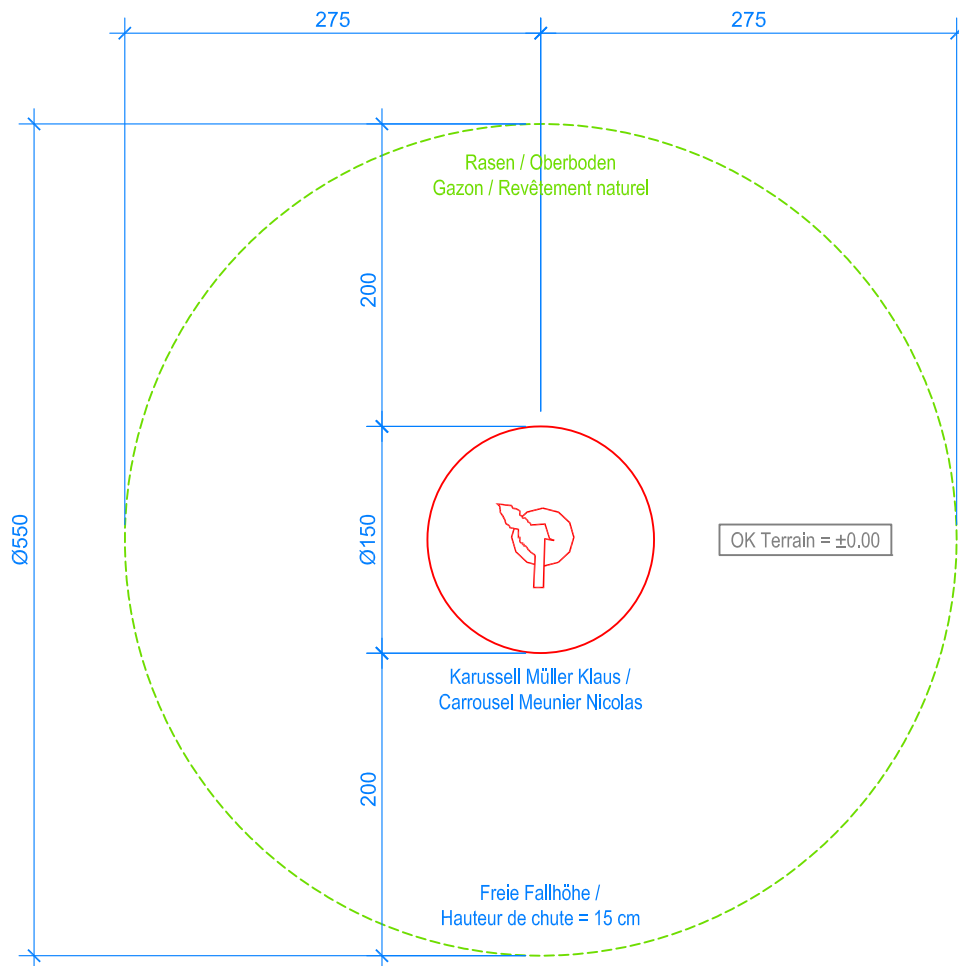 275
275
Rasen / Oberboden
Gazon / Revêtement naturel
200
Ø550
Ø150
OK Terrain = ±0.00
Karussell Müller Klaus /
Carrousel Meunier Nicolas
200
Freie Fallhöhe /
Hauteur de chute = 15 cm